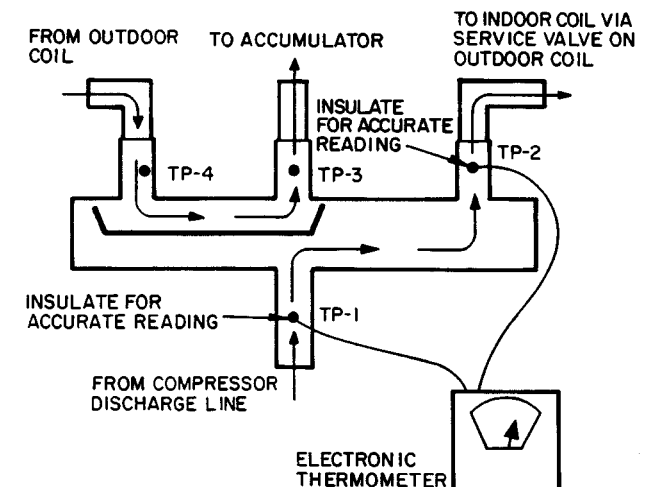 FROM OUTDOOR
COIL
TO ACCUMULATOR
TO INDOOR COIL VIA
SERVICE VALVE ON
OUTDOOR COIL
INSULATE
FOR ACCURATE
READING
TP-4
TP-3
TP-2
INSULATE FOR
ACCURATE READING
TP-1
FROM COMPRESSOR
DISCHARGE LINE
ELECTRONIC
THERMOMETER